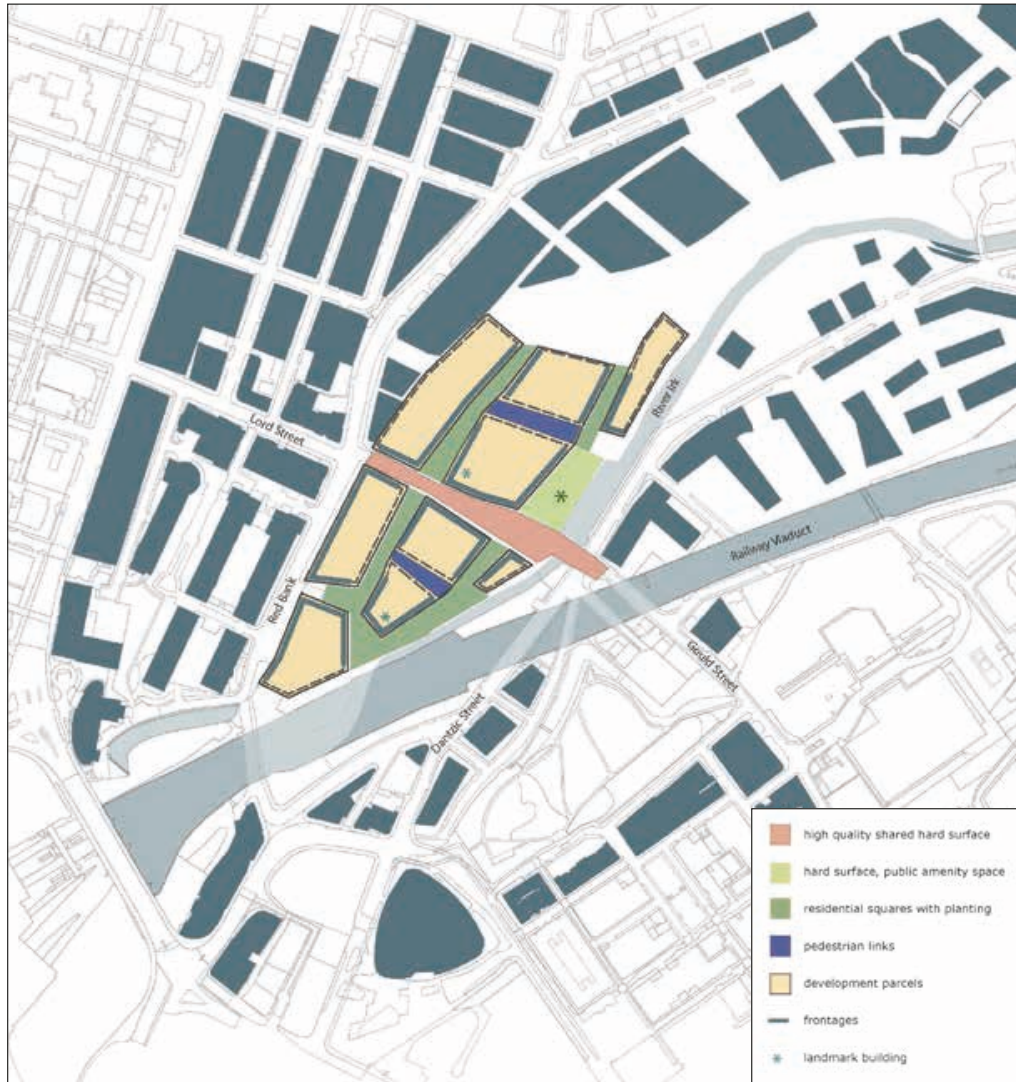 Lord Street
River Irk
Railway Viaduct
Red Bank
Gould Street
Dantzic Street
high quality shared hard surface
hard surface, public amenity space
residential squares with planting
pedestrian links
development parcels
frontages
landmark building